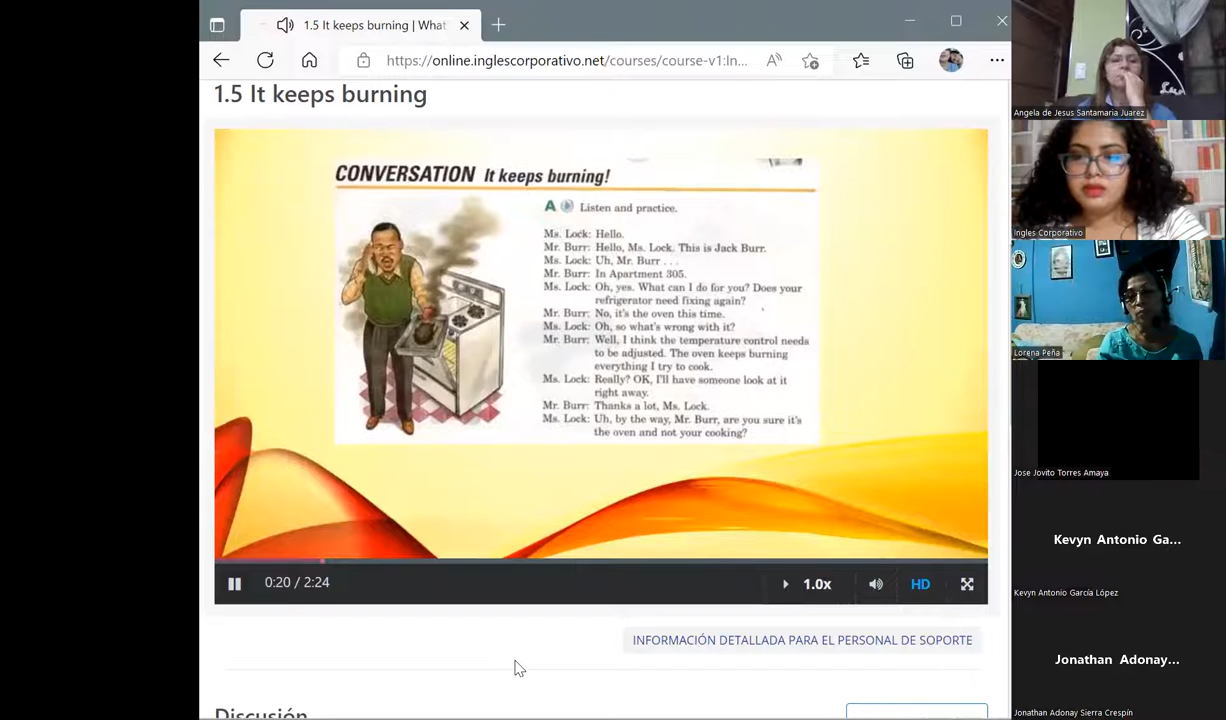 1.5 It keeps burning | What
https://online.inglescorporativo.net/courses/course-v1:In...
1.5 It keeps burning
CONVERSATION It keeps burning!
A Listen and practice.
Ms. Lock: Hello.
Mr. Burr: Hello, Ms. Lock. This is Jack Burr.
Ms. Lock: Uh, Mr. Burr . . .
Mr. Burr: In Apartment 305.
Ms. Lock: Oh, yes. What can I do for you? Does your
refrigerator need fixing again?
Mr. Burr: No, it's the oven this time.
Ms. Lock: Oh, so what's wrong with it?
Mr. Burr: Well, I think the temperature control needs
to be adjusted. The oven keeps burning
everything I try to cook.
Ms. Lock: Really? OK, I'll have someone look at it
right away.
Mr. Burr: Thanks a lot, Ms. Lock.
Ms. Lock: Uh, by the way, Mr. Burr, are you sure it's
the oven and not your cooking?
0:20 / 2:24
1.0x
HD
INFORMACIÓN DETALLADA PARA EL PERSONAL DE SOPORTE
Discusión
Angela de Jesus Santamaria Juarez
Ingles Corporativo
Lorena Peña
Jose Jovito Torres Amaya
Kevyn Antonio Ga...
Kevyn Antonio García López
Jonathan Adonay...
Jonathan Adonay Sierra Crespín